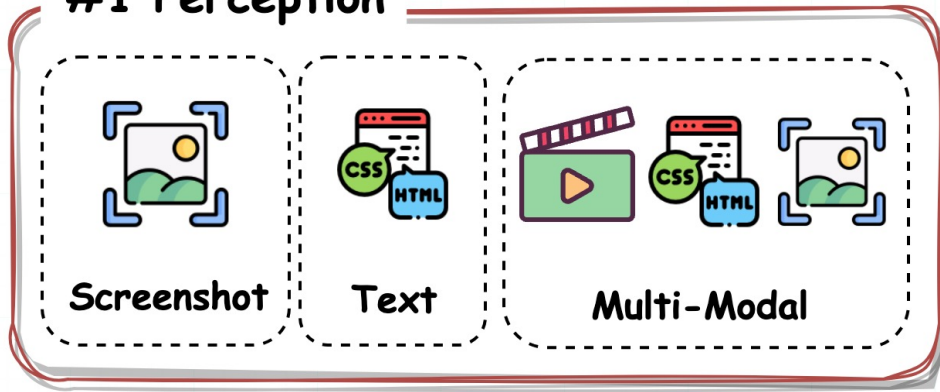 #1 Perception
CSS
HTML
CSS
HTML
Screenshot
Text
Multi-Modal